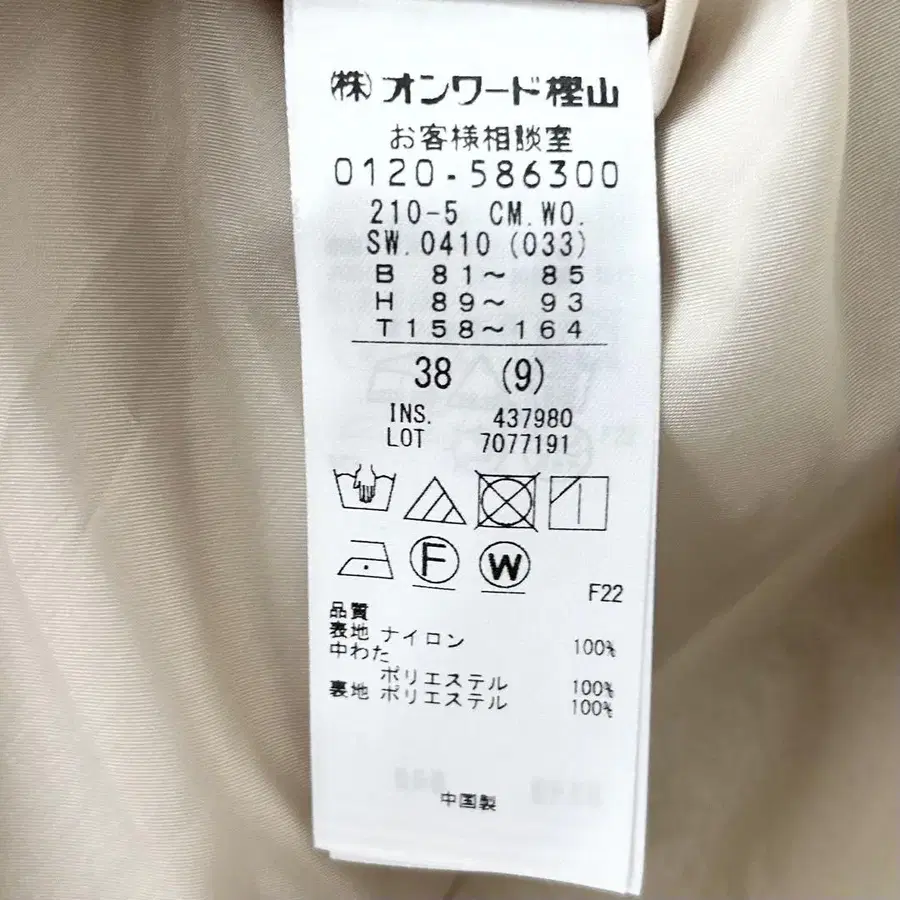 ㈱オンワード樫山
お客様相談室
0120-586300
210-5 CM.WO.
SW.0410 (033)
B 81～ 85
H 89～ 93
T158～164
38 (9)
INS. 437980
LOT 7077191
F
W
F22
品質
表地 ナイロン 100%
中わた
ポリエステル 100%
裏地 ポリエステル 100%
中国製